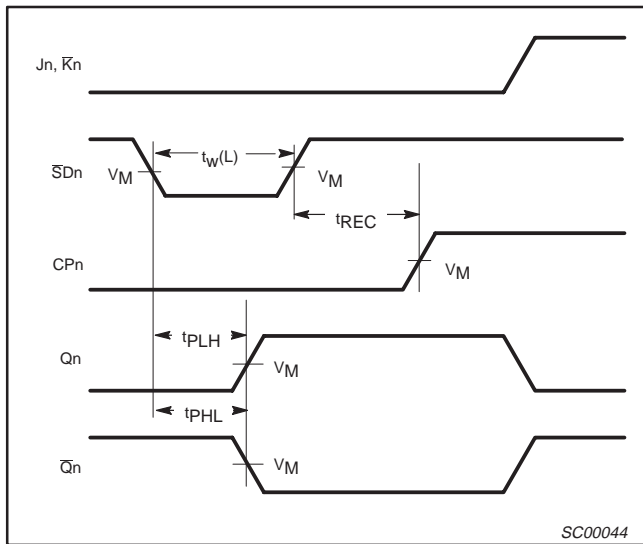 Jn, K̅n
S̅Dn
VM
tw(L)
VM
tREC
CPn
VM
tPLH
Qn
VM
tPHL
Q̅n
VM
SC00044